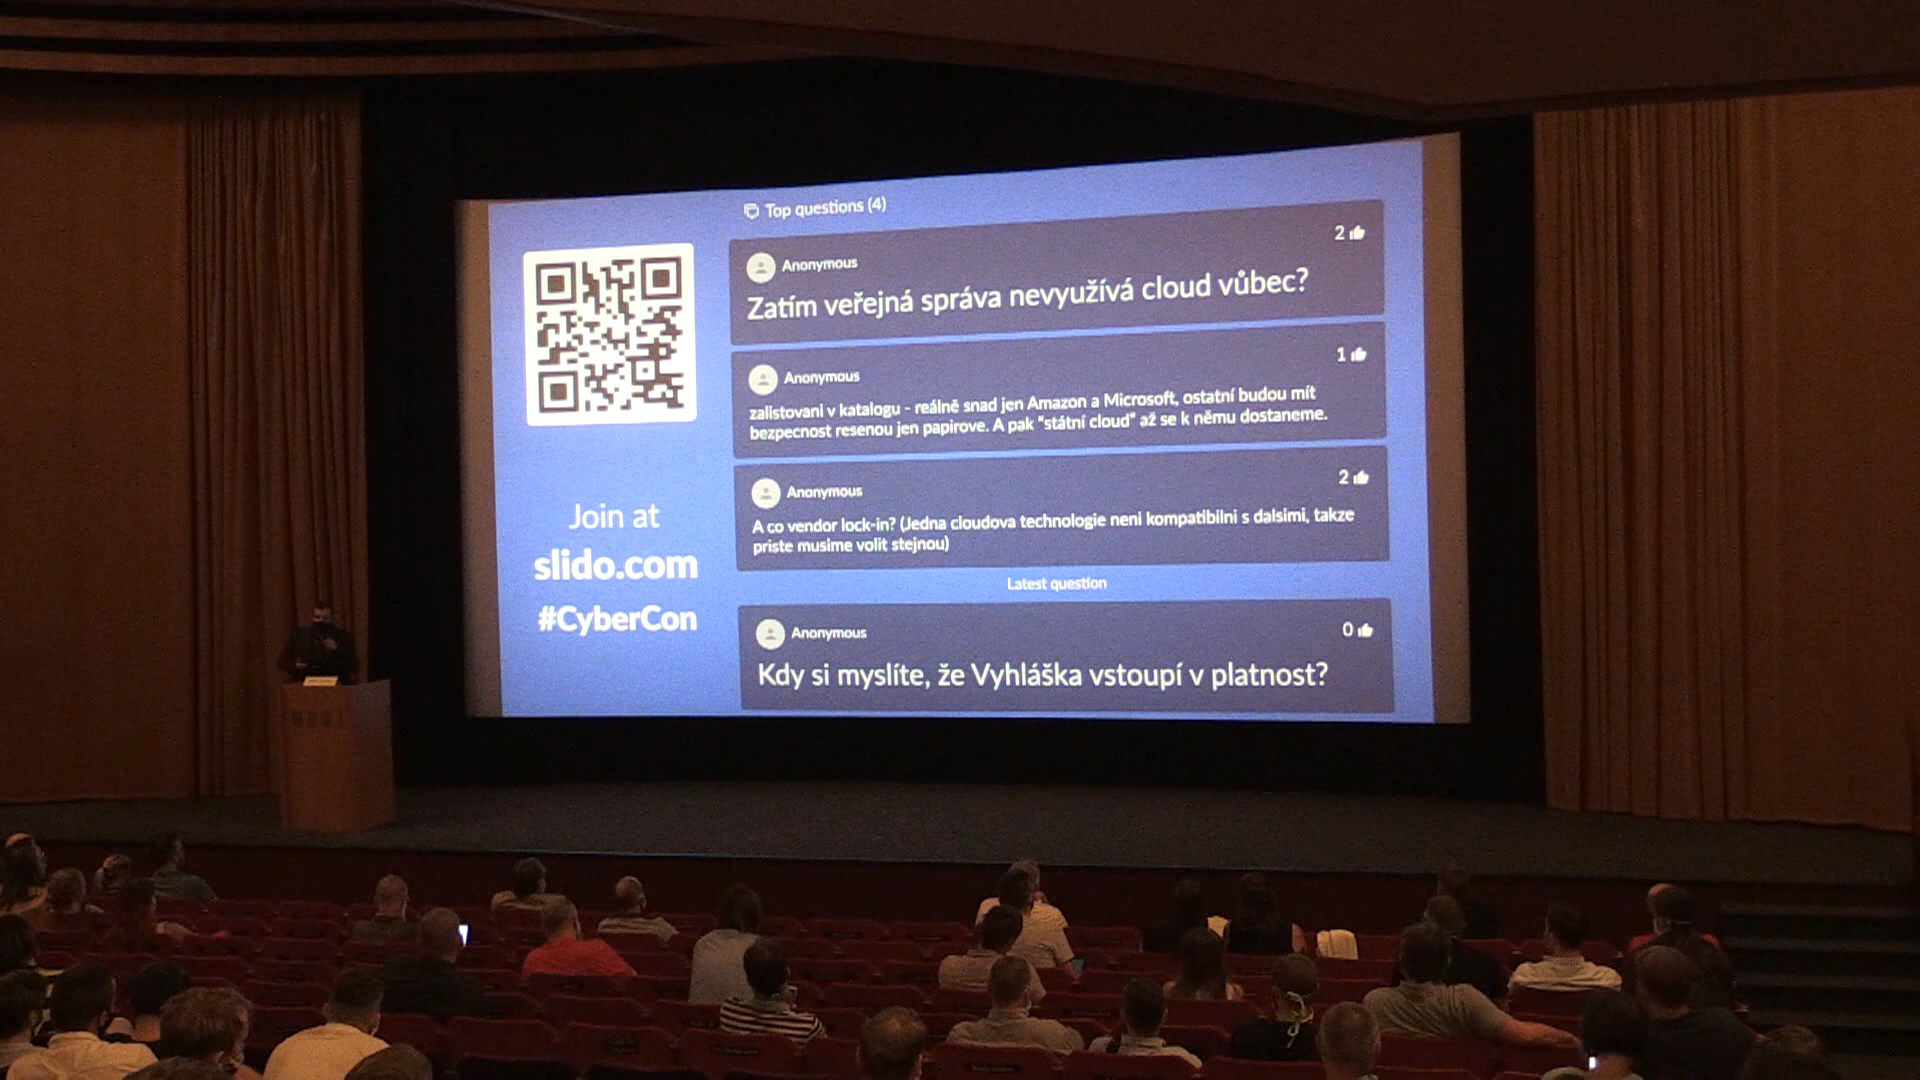 Top questions (4)
Anonymous
2
Zatím veřejná správa nevyužívá cloud vůbec?
Anonymous
1
zalistovani v katalogu - reálně snad jen Amazon a Microsoft, ostatní budou mít
bezpecnost resenou jen papirove. A pak "státní cloud" až se k němu dostaneme.
Anonymous
2
A co vendor lock-in? (Jedna cloudova technologie neni kompatibilni s dalsimi, takze
priste musime volit stejnou)
Latest question
Anonymous
0
Kdy si myslíte, že Vyhláška vstoupí v platnost?
Join at
slido.com
#CyberCon